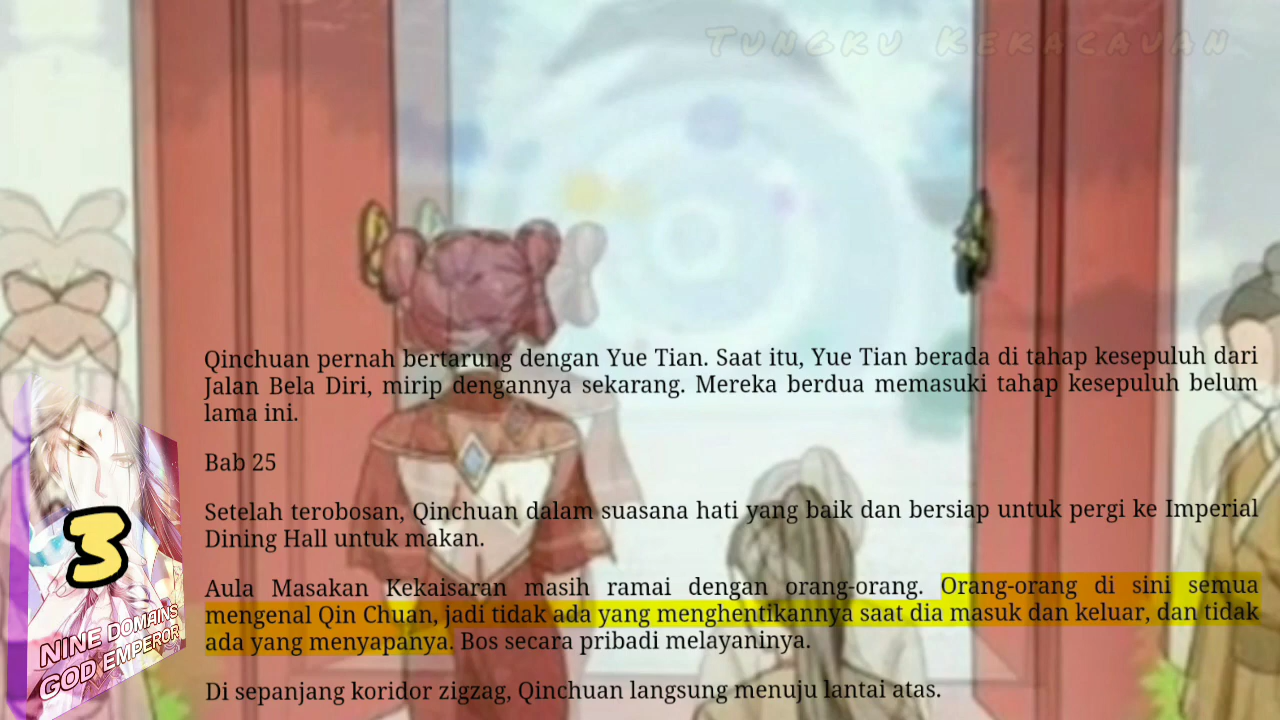 Tungku Kekacauan
Qinchuan pernah bertarung dengan Yue Tian. Saat itu, Yue Tian berada di tahap kesepuluh dari
Jalan Bela Diri, mirip dengannya sekarang. Mereka berdua memasuki tahap kesepuluh belum
lama ini.
Bab 25
Setelah terobosan, Qinchuan dalam suasana hati yang baik dan bersiap untuk pergi ke Imperial
Dining Hall untuk makan.
Aula Masakan Kekaisaran masih ramai dengan orang-orang. Orang-orang di sini semua
mengenal Qin Chuan, jadi tidak ada yang menghentikannya saat dia masuk dan keluar, dan tidak
ada yang menyapanya. Bos secara pribadi melayaninya.
Di sepanjang koridor zigzag, Qinchuan langsung menuju lantai atas.
3
NINE DOMAINS
GOD EMPEROR